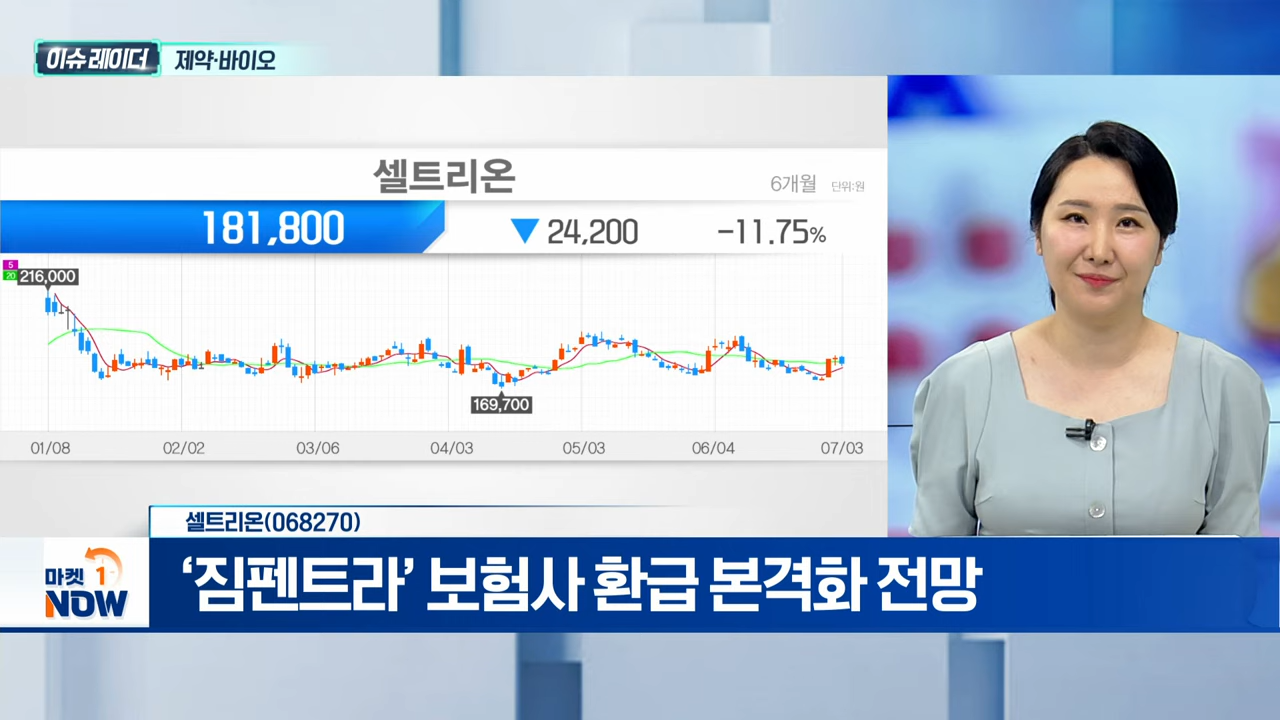 이슈레이더 제약·바이오
셀트리온
6개월 단위:원
181,800 ▼ 24,200 -11.75%
5
20
216,000
169,700
01/08 02/02 03/06 04/03 05/03 06/04 07/03
셀트리온(068270)
마켓 1
NOW
‘짐펜트라’ 보험사 환급 본격화 전망